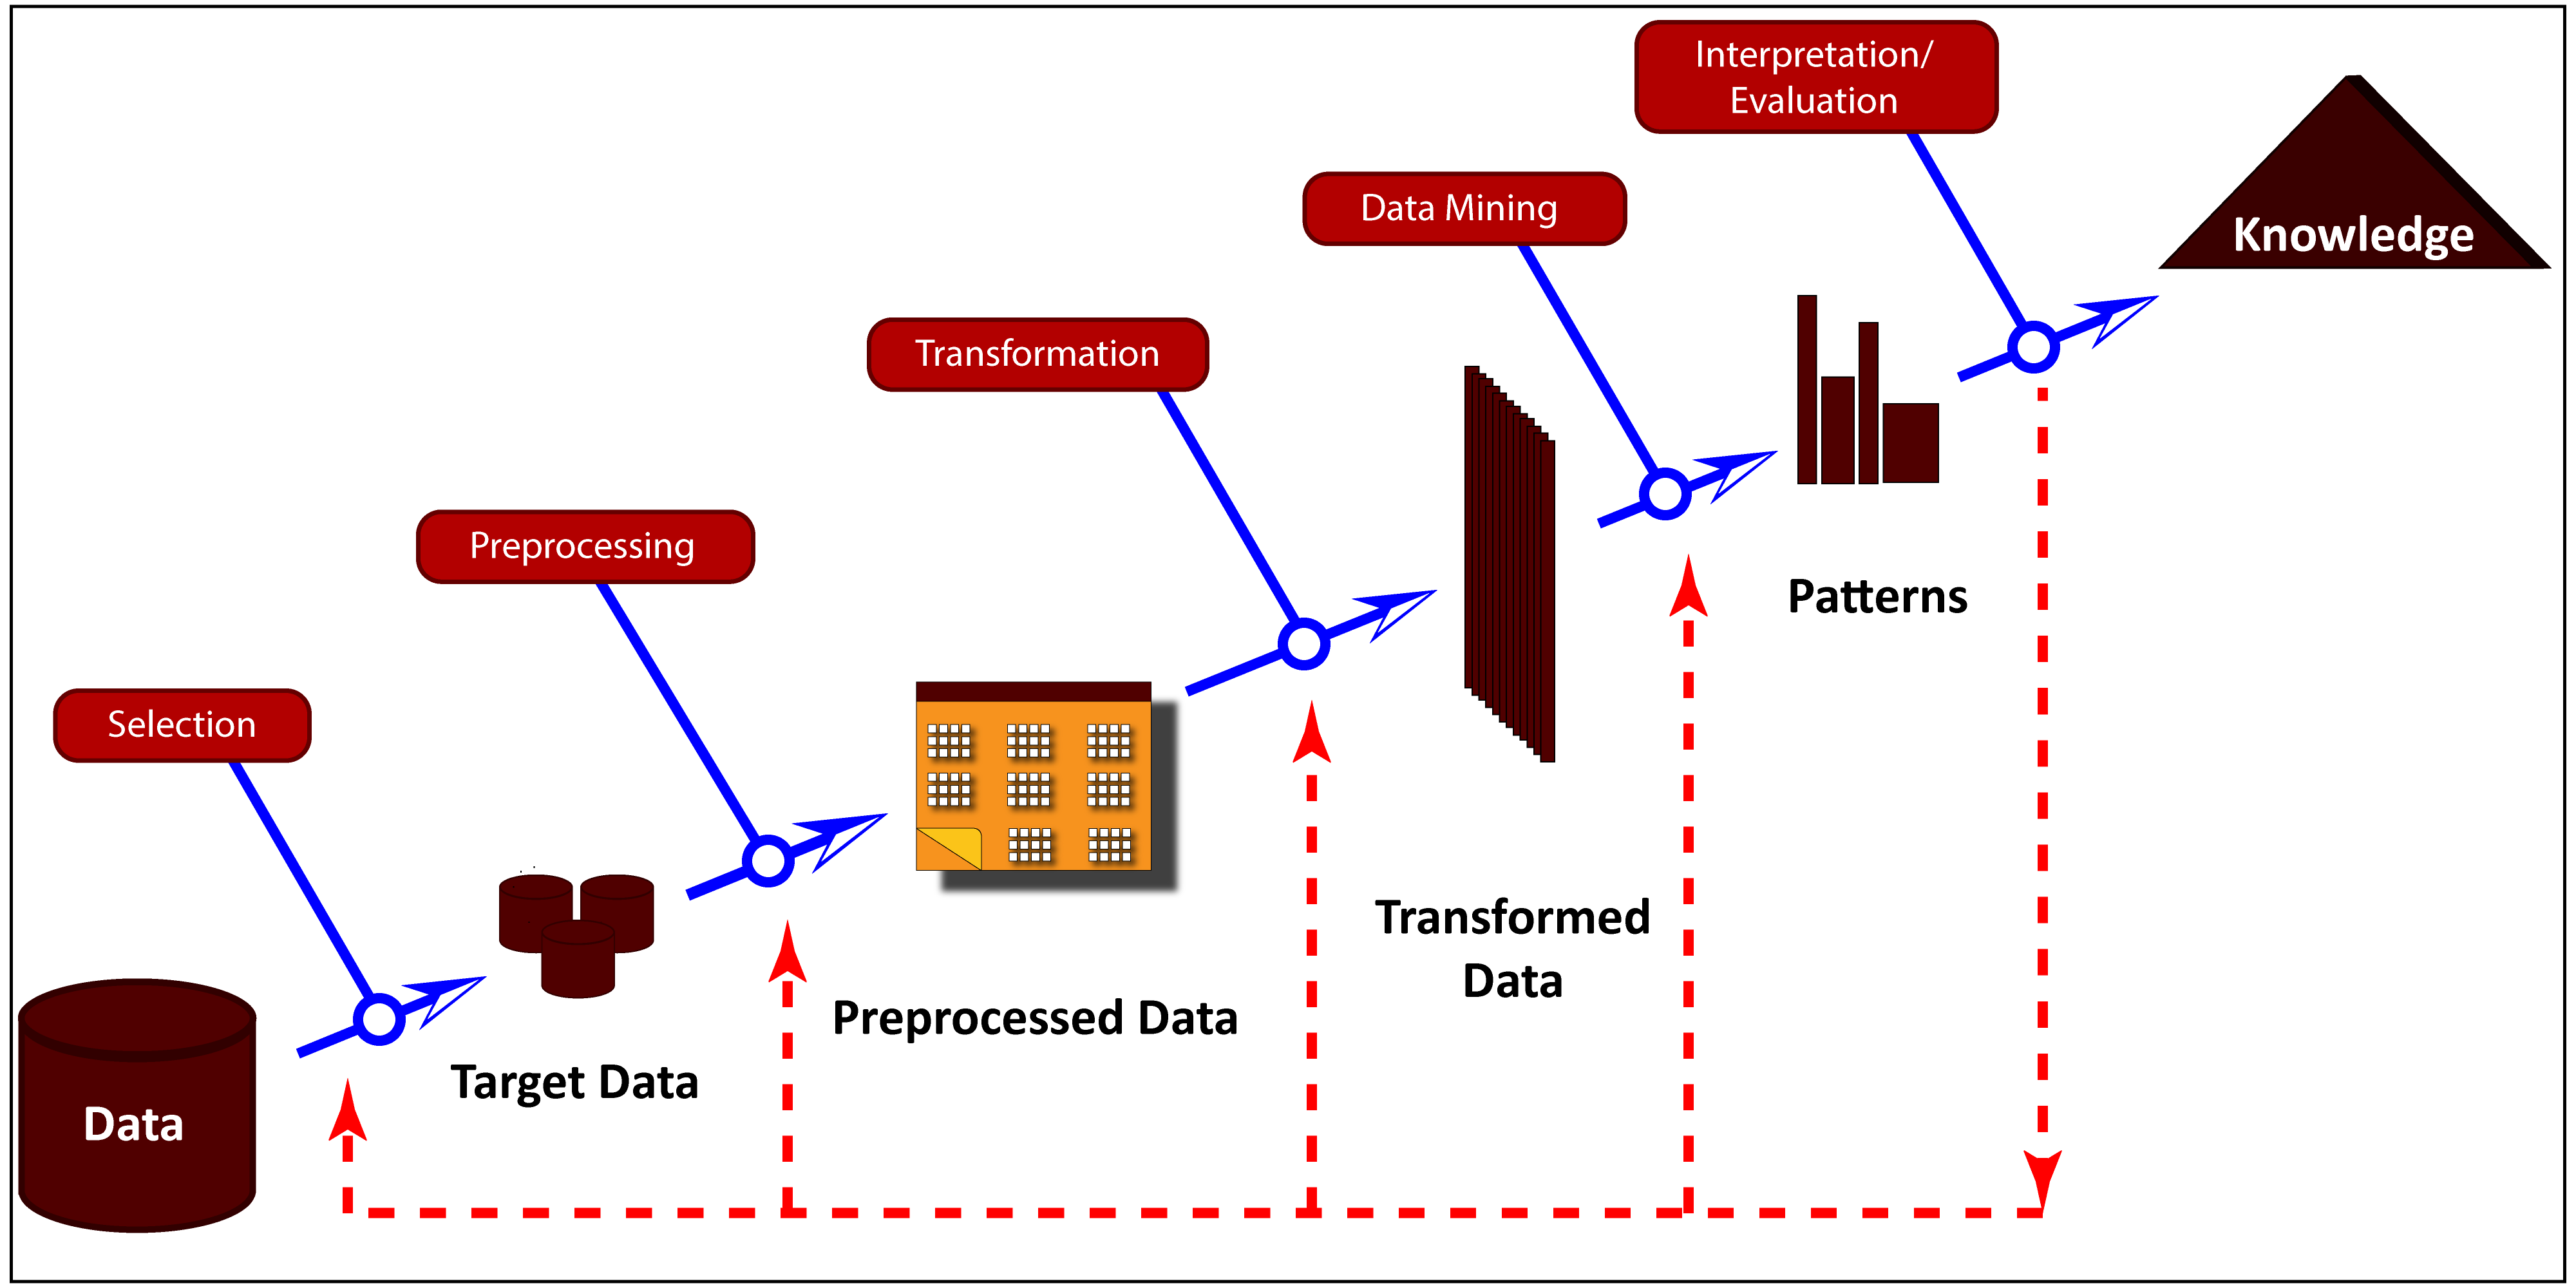 Interpretation/
Evaluation
Data Mining
Knowledge
Transformation
Preprocessing
Patterns
Selection
Transformed
Data
Preprocessed Data
Target Data
Data